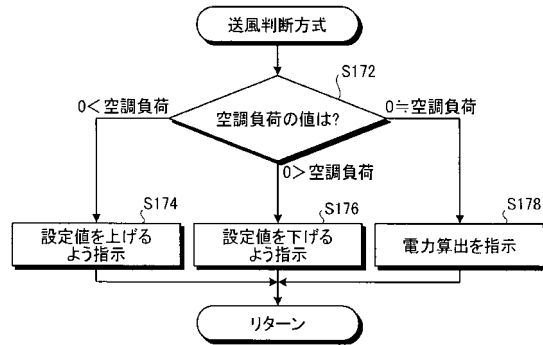 送風判断方式
S172
空調負荷の値は?
0<空調負荷
0≒空調負荷
0>空調負荷
S174
設定値を上げる
よう指示
S176
設定値を下げる
よう指示
S178
電力算出を指示
リターン